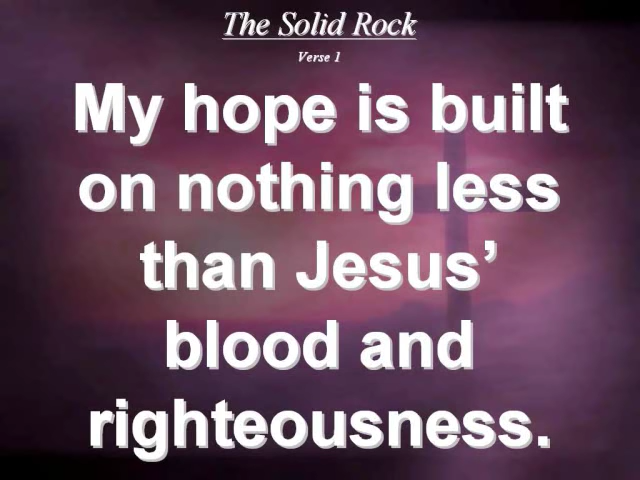 The Solid Rock
Verse 1
My hope is built
on nothing less
than Jesus’
blood and
righteousness.